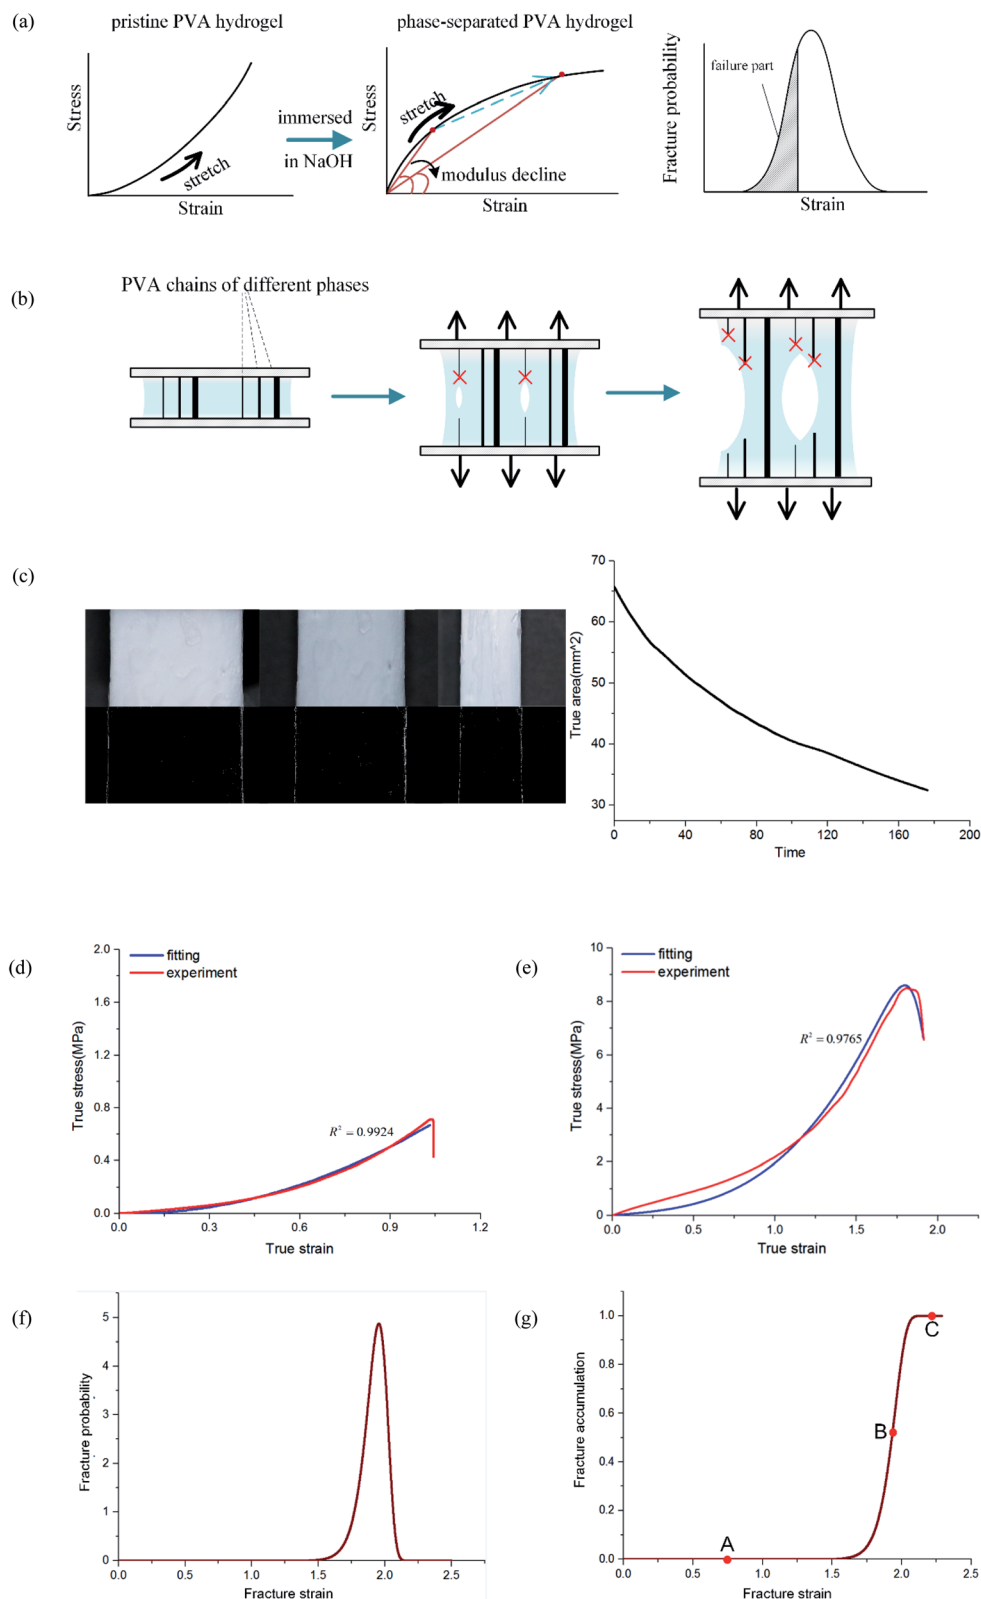 (a)
pristine PVA hydrogel
Stress
stretch
Strain
immersed
in NaOH
phase-separated PVA hydrogel
Stress
stretch
modulus decline
Strain
Fracture probability
failure part
Strain
(b)
PVA chains of different phases
(c)
True area(mm^2)
70
60
50
40
30
0 40 80 120 160 200
Time
(d)
fitting
experiment
True stress(MPa)
2.0
1.6
1.2
0.8
0.4
0.0
R² = 0.9924
0.0 0.3 0.6 0.9 1.2
True strain
(e)
fitting
experiment
True stress(MPa)
10
8
6
4
2
0
R² = 0.9765
0.0 0.5 1.0 1.5 2.0
True strain
(f)
Fracture probability
5
4
3
2
1
0
0.0 0.5 1.0 1.5 2.0 2.5
Fracture strain
(g)
Fracture accumulation
1.0
0.8
0.6
0.4
0.2
0.0
A
B
C
0.0 0.5 1.0 1.5 2.0 2.5
Fracture strain